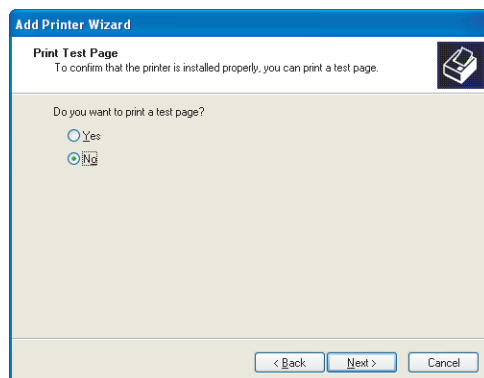 Add Printer Wizard
Print Test Page
To confirm that the printer is installed properly, you can print a test page.
Do you want to print a test page?
Yes
No
< Back
Next >
Cancel